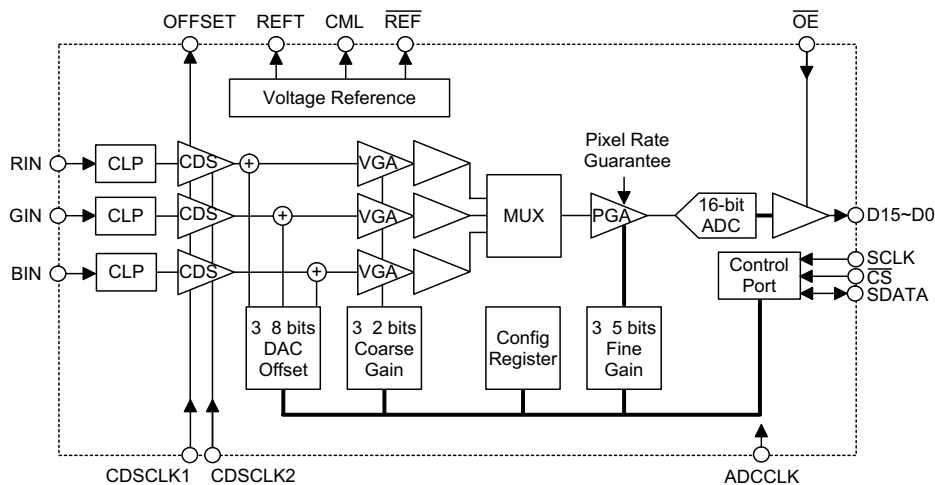 OFFSET REFT CML REF OE
Voltage Reference
RIN CLP CDS + VGA
Pixel Rate
Guarantee
GIN CLP CDS + VGA MUX PGA 16-bit
ADC D15~D0
BIN CLP CDS + VGA
Control
Port
SCLK
CS
SDATA
3 8 bits
DAC
Offset
3 2 bits
Coarse
Gain
Config
Register
3 5 bits
Fine
Gain
CDSCLK1 CDSCLK2 ADCCLK